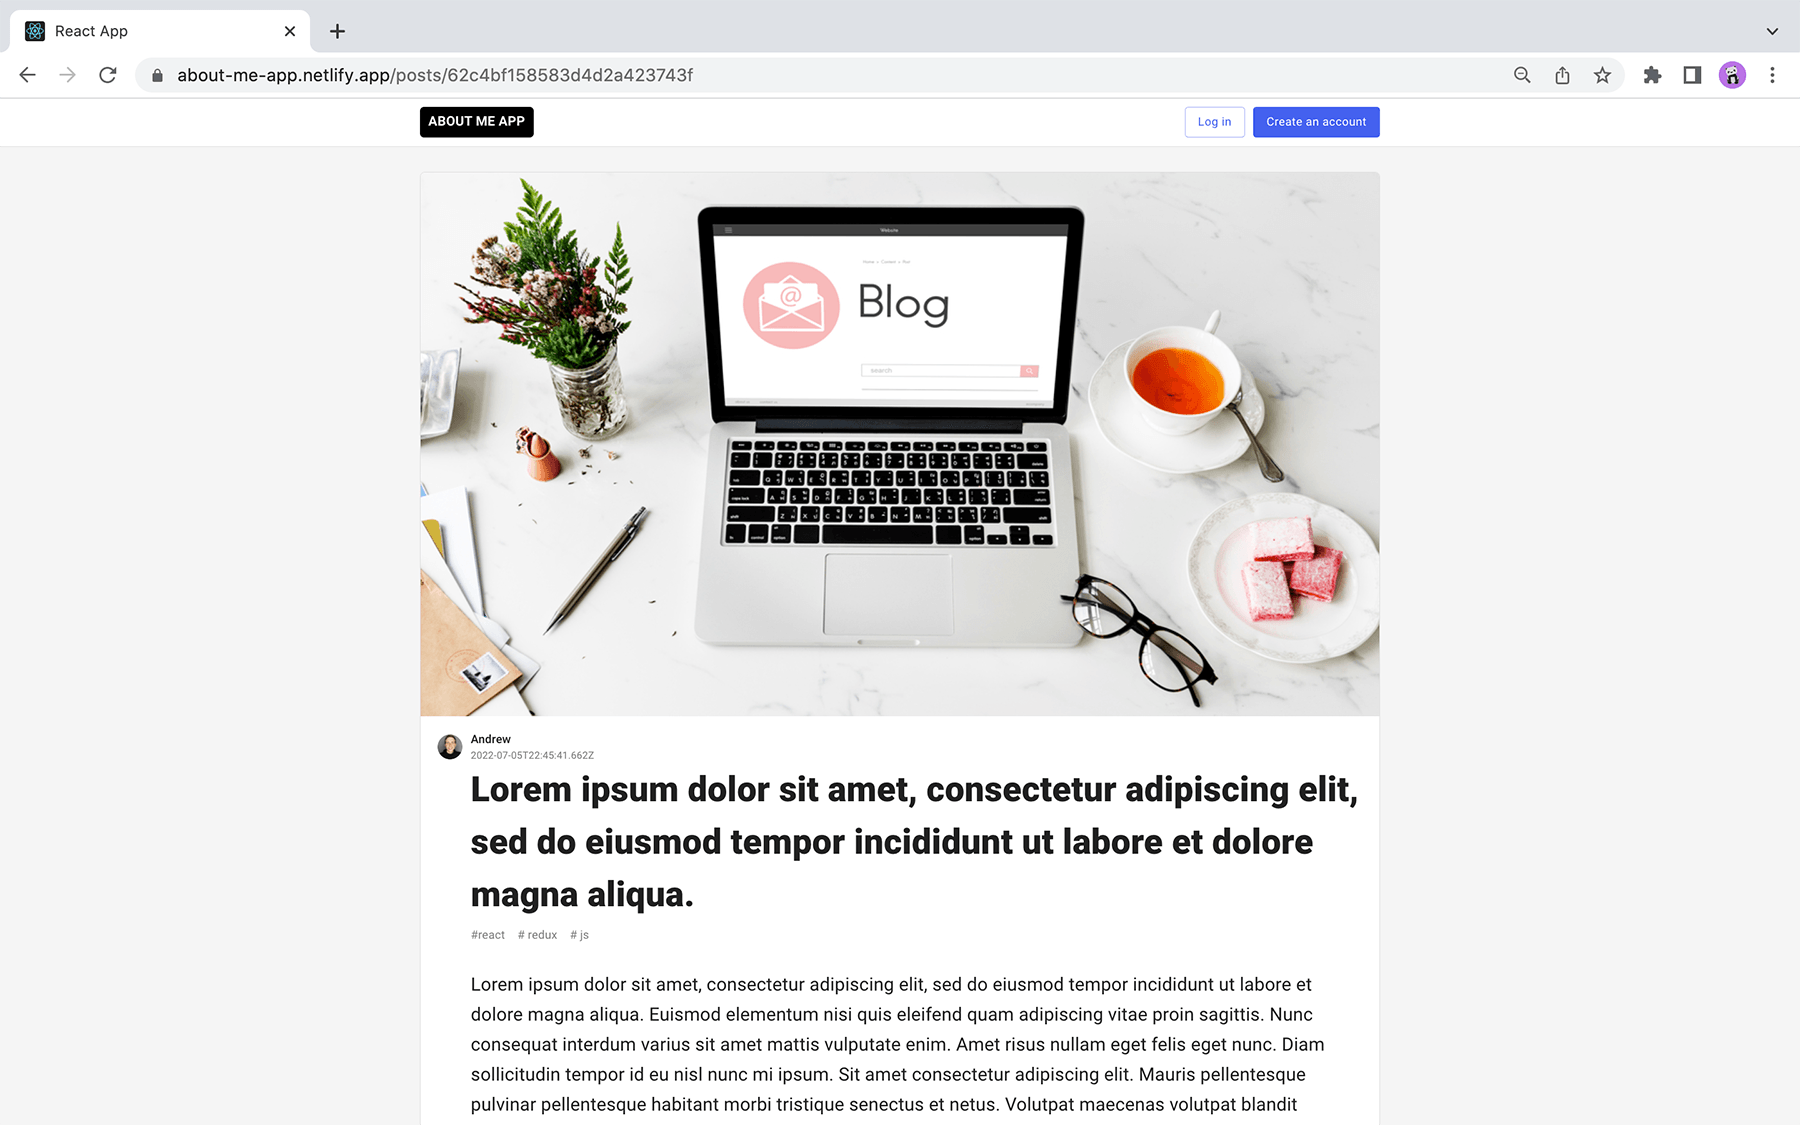 React App
about-me-app.netlify.app/posts/62c4bf158583d4d2a423743f
ABOUT ME APP
Log in
Create an account
Website
Home
Blog
search
Andrew
2022-07-05T22:45:41.662Z
Lorem ipsum dolor sit amet, consectetur adipiscing elit,
sed do eiusmod tempor incididunt ut labore et dolore
magna aliqua.
#react # redux # js
Lorem ipsum dolor sit amet, consectetur adipiscing elit, sed do eiusmod tempor incididunt ut labore et
dolore magna aliqua. Euismod elementum nisi quis eleifend quam adipiscing vitae proin sagittis. Nunc
consequat interdum varius sit amet mattis vulputate enim. Amet risus nullam eget felis eget nunc. Diam
sollicitudin tempor id eu nisl nunc mi ipsum. Sit amet consectetur adipiscing elit. Mauris pellentesque
pulvinar pellentesque habitant morbi tristique senectus et netus. Volutpat maecenas volutpat blandit